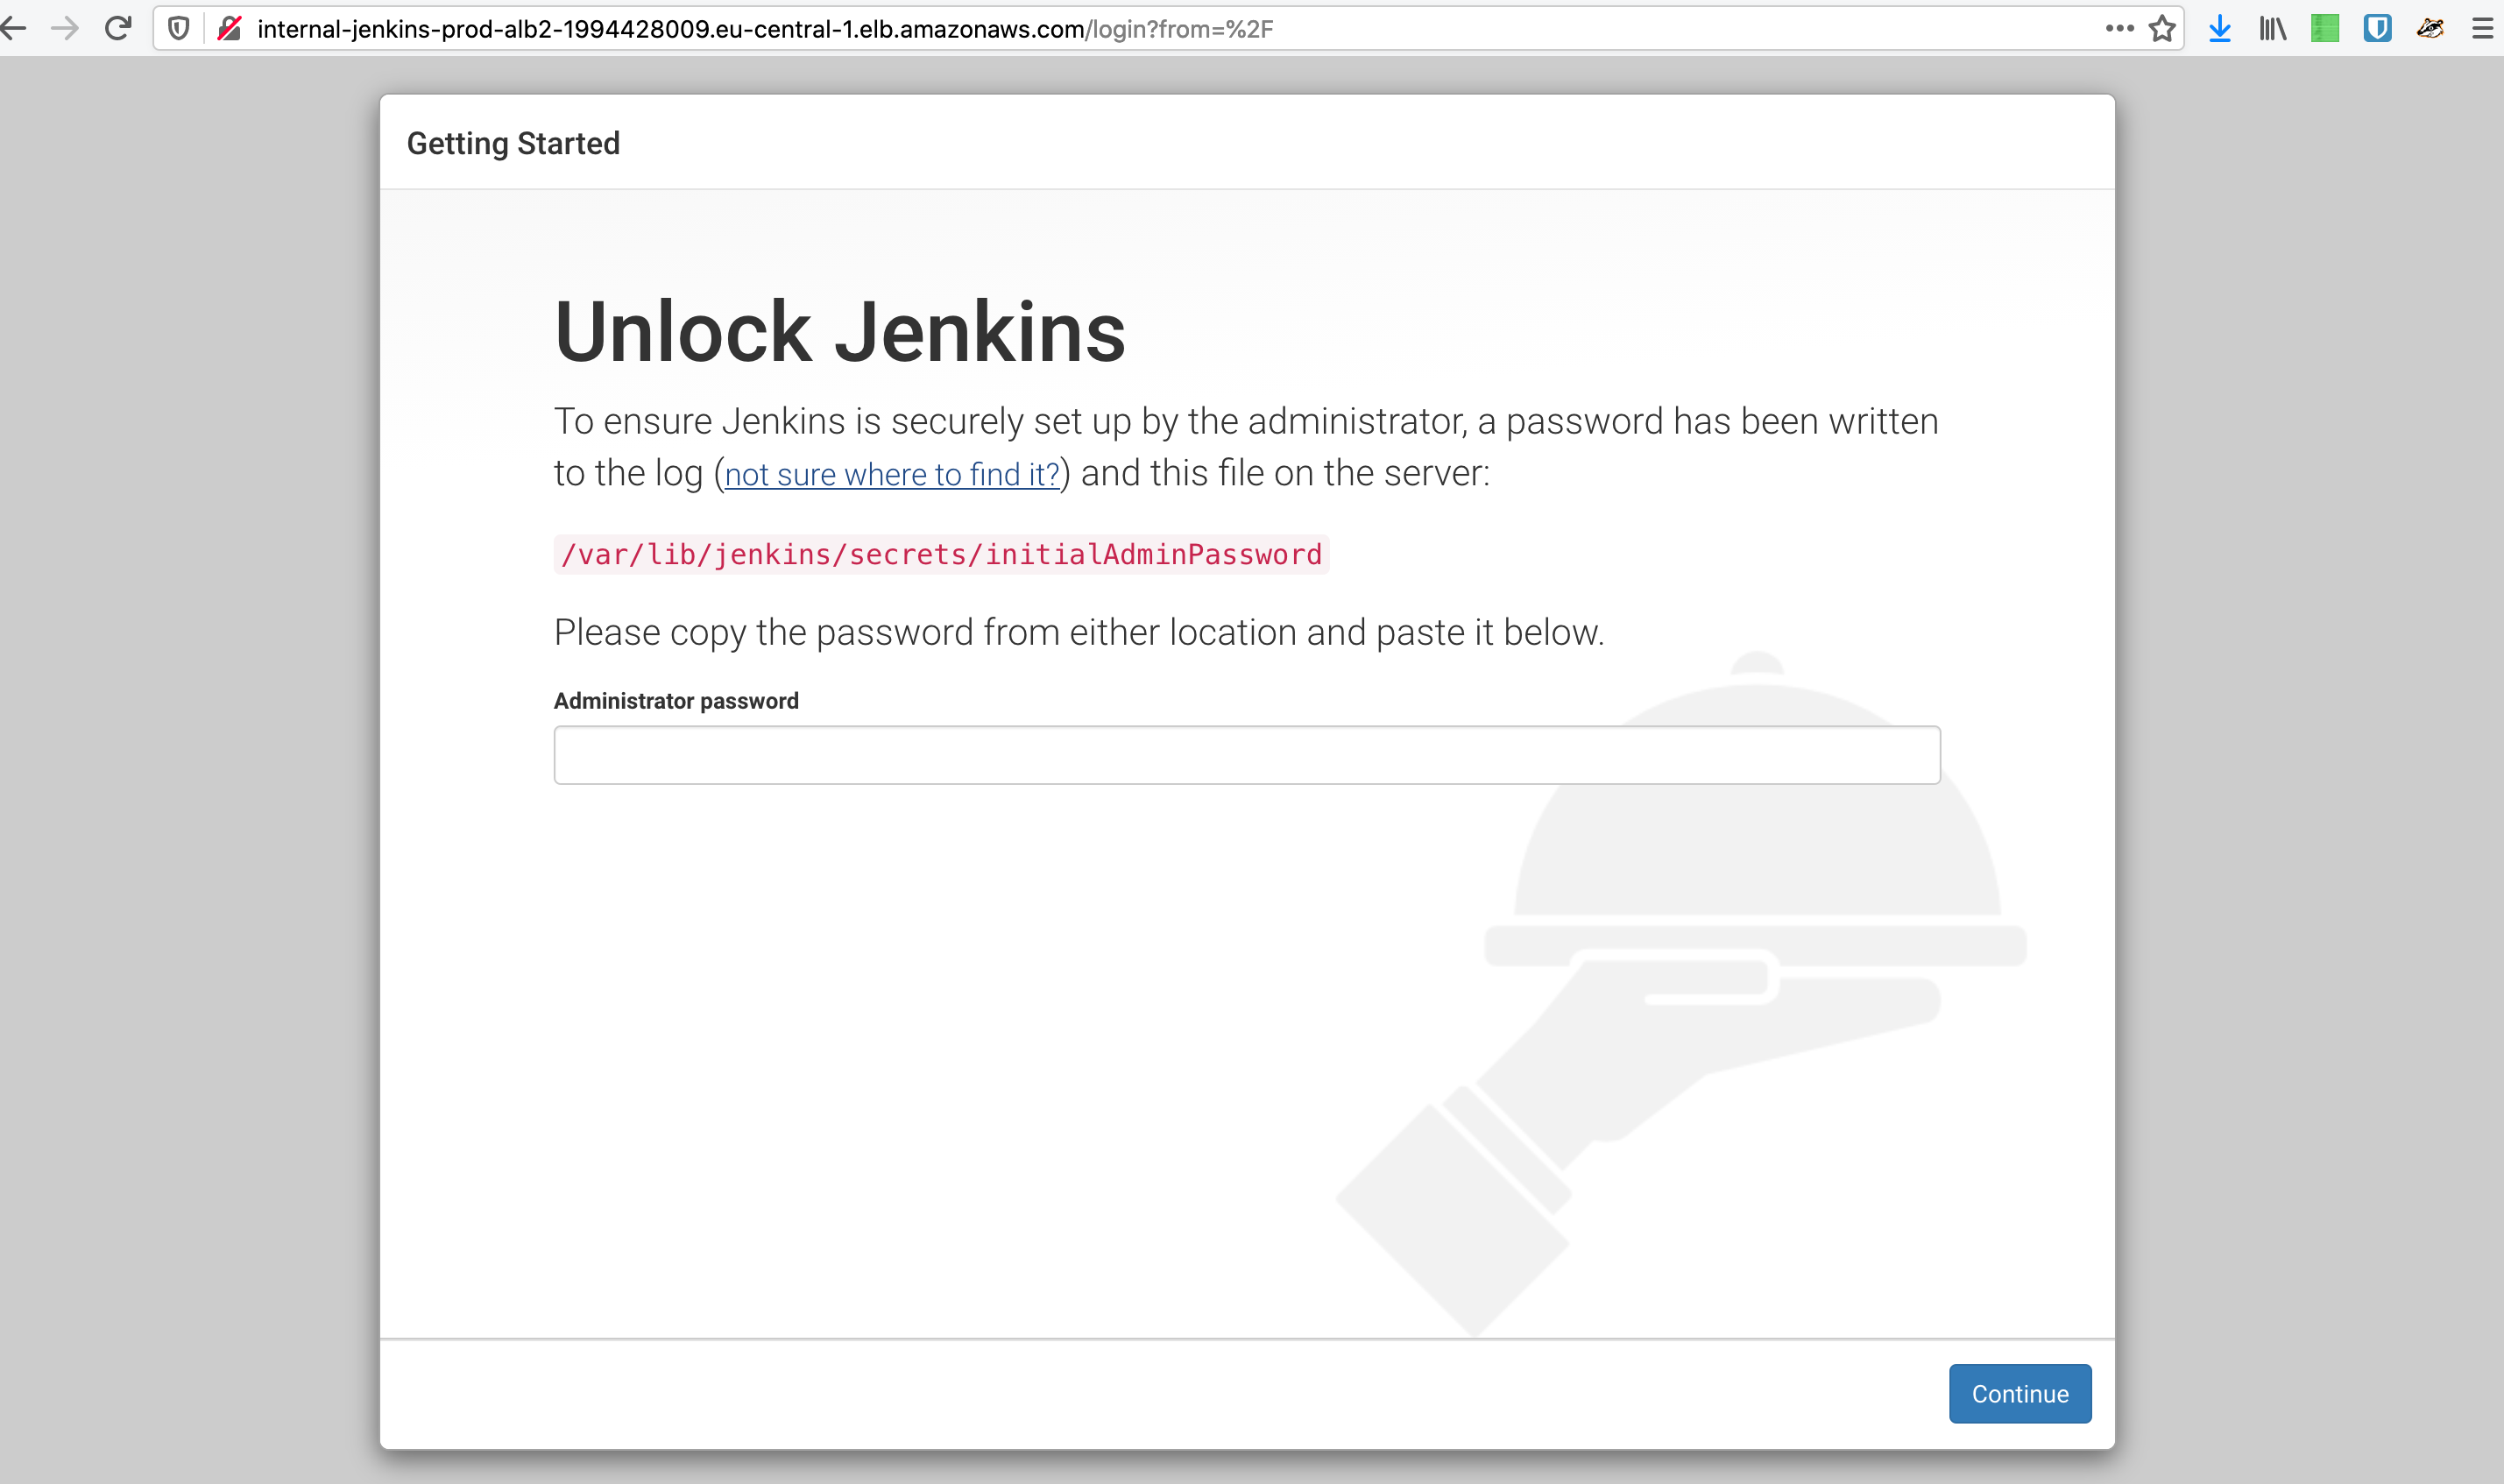 internal-jenkins-prod-alb2-1994428009.eu-central-1.elb.amazonaws.com/login?from=%2F
Getting Started
Unlock Jenkins
To ensure Jenkins is securely set up by the administrator, a password has been written
to the log (not sure where to find it?) and this file on the server:
/var/lib/jenkins/secrets/initialAdminPassword
Please copy the password from either location and paste it below.
Administrator password
Continue